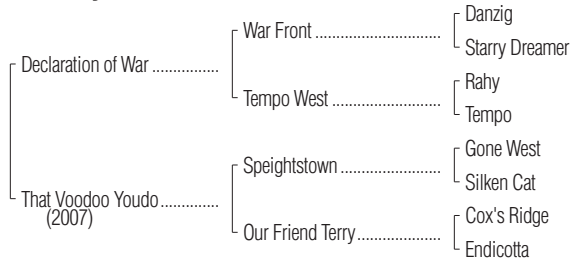 Danzig
War Front ................................
Starry Dreamer
Declaration of War ................
Rahy
Tempo West ............................
Tempo
Gone West
Speightstown .........................
Silken Cat
That Voodoo Youdo ..............
(2007)
Cox's Ridge
Our Friend Terry.....................
Endicotta